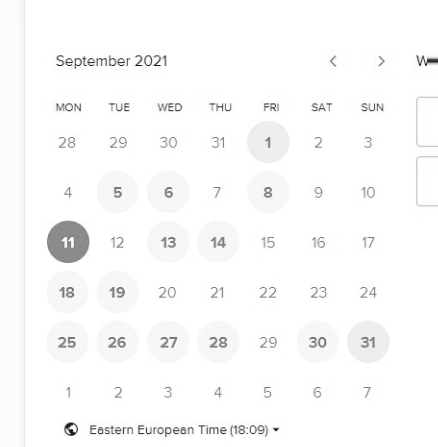 September 2021
MON TUE WED THU FRI SAT SUN
28 29 30 31 1 2 3
4 5 6 7 8 9 10
11 12 13 14 15 16 17
18 19 20 21 22 23 24
25 26 27 28 29 30 31
1 2 3 4 5 6 7
Eastern European Time (18:09)